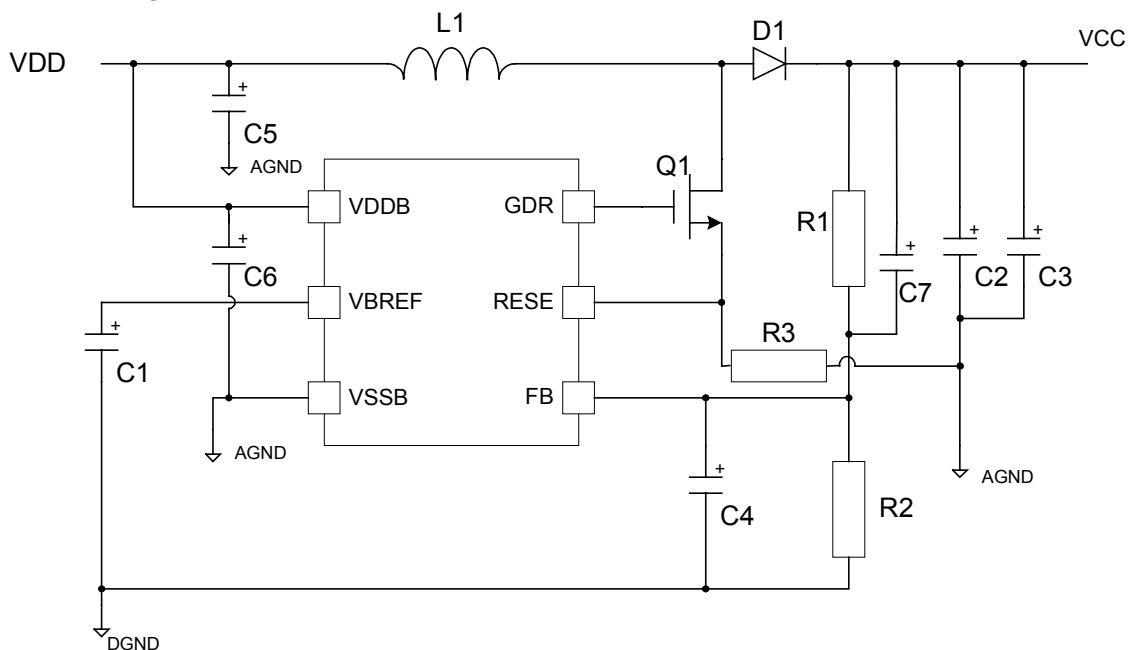 L1
D1
VCC
VDD
C5
AGND
Q1
VDDB
GDR
R1
C6
C7
C2
C3
VBREF
RESE
R3
C1
VSSB
FB
AGND
AGND
C4
R2
DGND